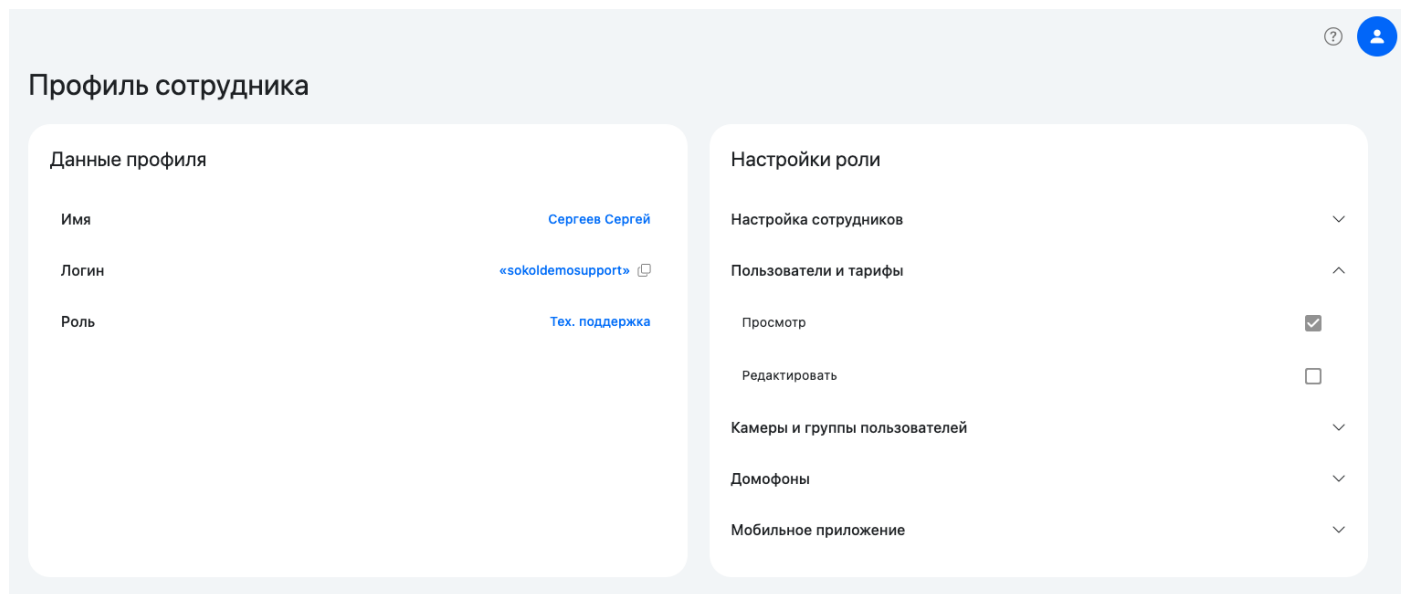 Профиль сотрудника
Данные профиля
Имя
Сергеев Сергей
Логин
«sokoldemosupport»
Роль
Тех. поддержка
Настройки роли
Настройка сотрудников
Пользователи и тарифы
Просмотр
Редактировать
Камеры и группы пользователей
Домофоны
Мобильное приложение